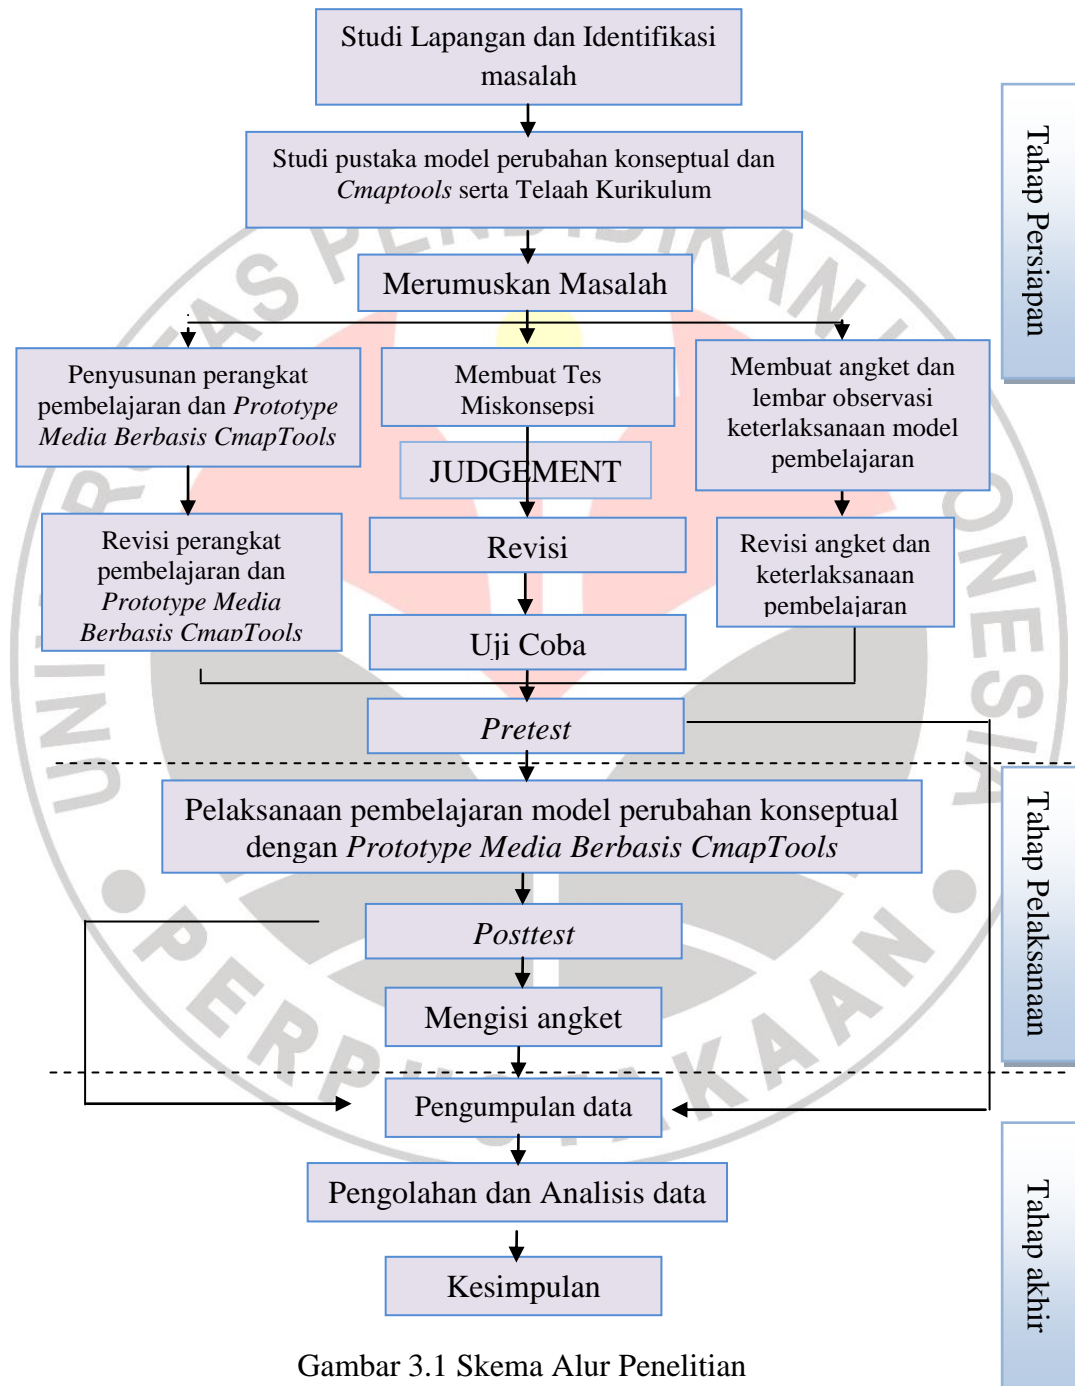 Studi Lapangan dan Identifikasi
masalah
Studi pustaka model perubahan konseptual dan
Cmaptools serta Telaah Kurikulum
Merumuskan Masalah
Tahap Persiapan
Penyusunan perangkat
pembelajaran dan Prototype
Media Berbasis CmapTools
Membuat Tes
Miskonsepsi
Membuat angket dan
lembar observasi
keterlaksanaan model
pembelajaran
JUDGEMENT
Revisi perangkat
pembelajaran dan
Prototype Media
Berbasis CmapTools
Revisi
Revisi angket dan
keterlaksanaan
pembelajaran
Uji Coba
Pretest
Pelaksanaan pembelajaran model perubahan konseptual
dengan Prototype Media Berbasis CmapTools
Tahap Pelaksanaan
Posttest
Mengisi angket
Pengumpulan data
Pengolahan dan Analisis data
Kesimpulan
Tahap akhir
Gambar 3.1 Skema Alur Penelitian
UNIVERSITAS PENDIDIKAN INDONESIA
PERPUSTAKAAN